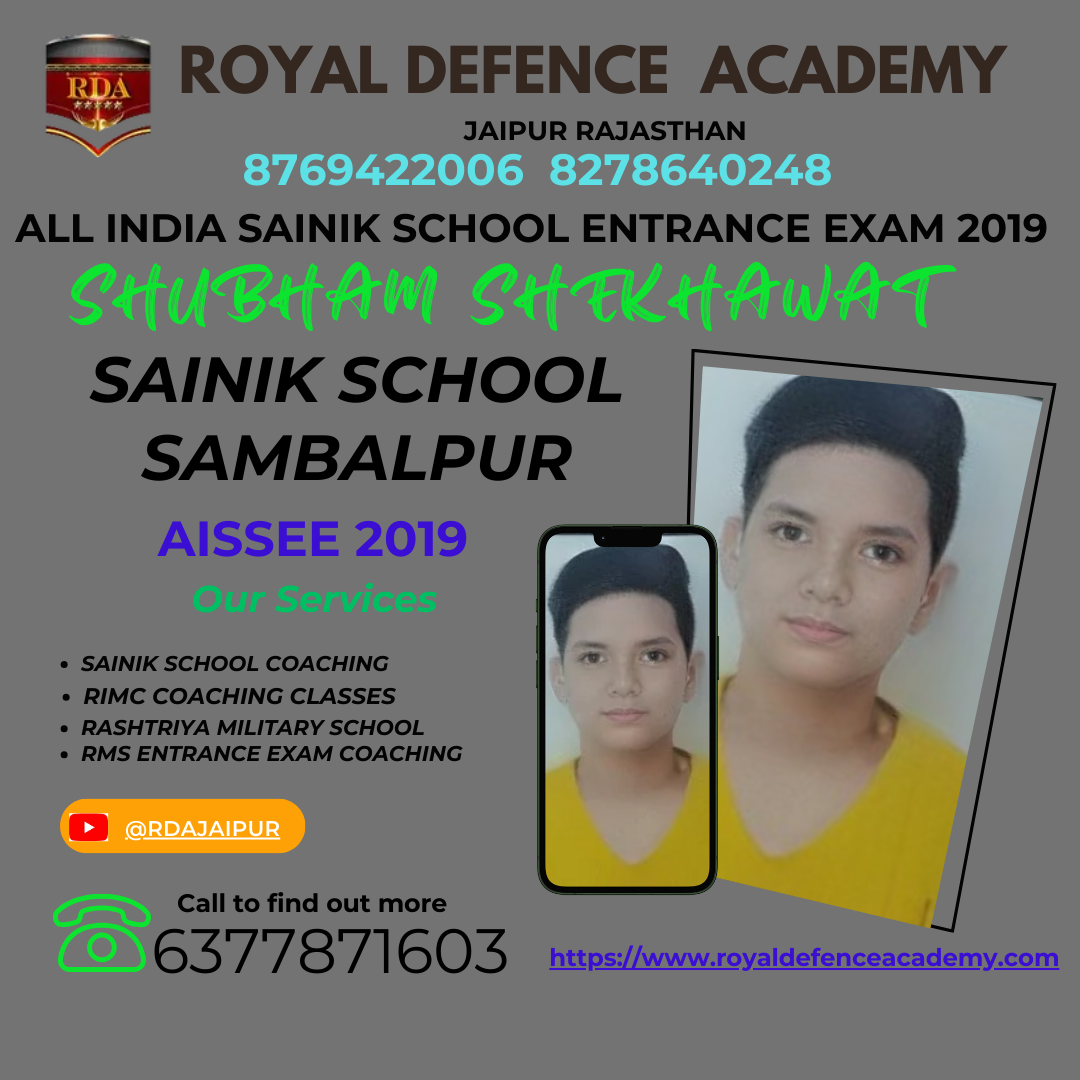 RDA
ROYAL DEFENCE ACADEMY
JAIPUR RAJASTHAN
8769422006 8278640248
ALL INDIA SAINIK SCHOOL ENTRANCE EXAM 2019
SHUBHAM SHEKHAWAT
SAINIK SCHOOL
SAMBALPUR
AISSEE 2019
Our Services
• SAINIK SCHOOL COACHING
• RIMC COACHING CLASSES
• RASHTRIYA MILITARY SCHOOL
• RMS ENTRANCE EXAM COACHING
@RDAJAIPUR
Call to find out more
6377871603
https://www.royaldefenceacademy.com